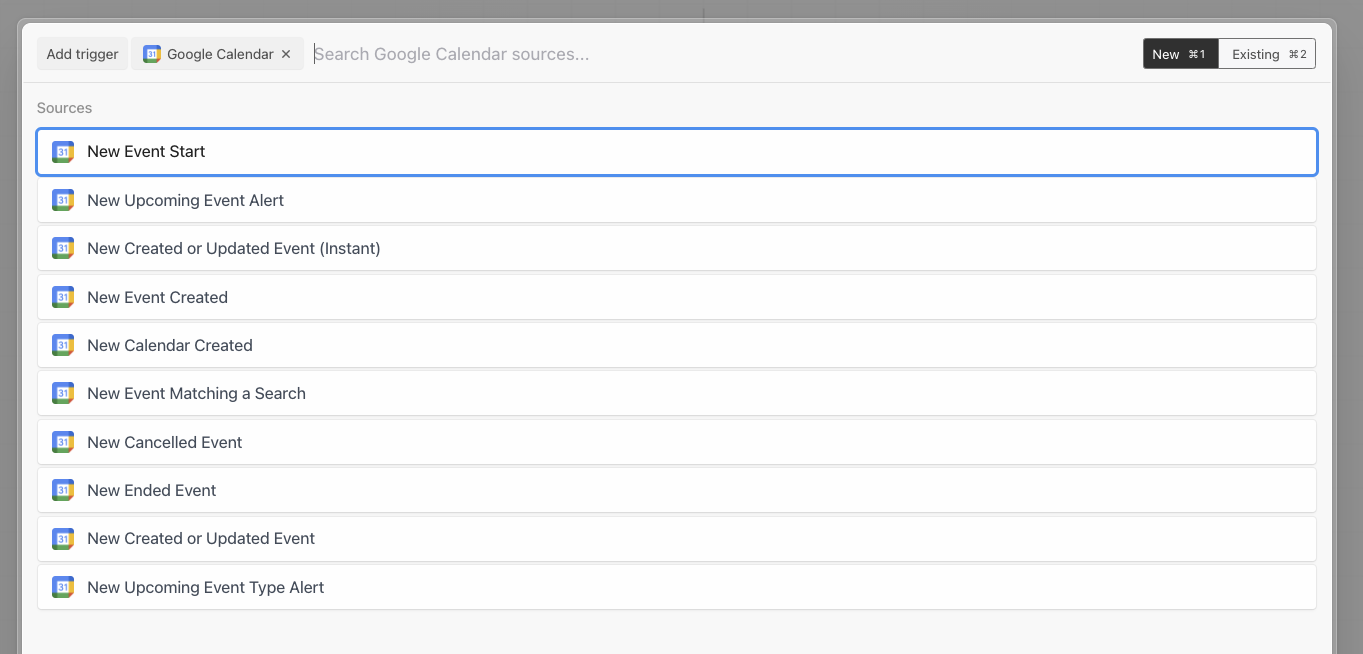 Add trigger Google Calendar × Search Google Calendar sources... New ⌘1 Existing ⌘2
Sources
31 New Event Start
31 New Upcoming Event Alert
31 New Created or Updated Event (Instant)
31 New Event Created
31 New Calendar Created
31 New Event Matching a Search
31 New Cancelled Event
31 New Ended Event
31 New Created or Updated Event
31 New Upcoming Event Type Alert